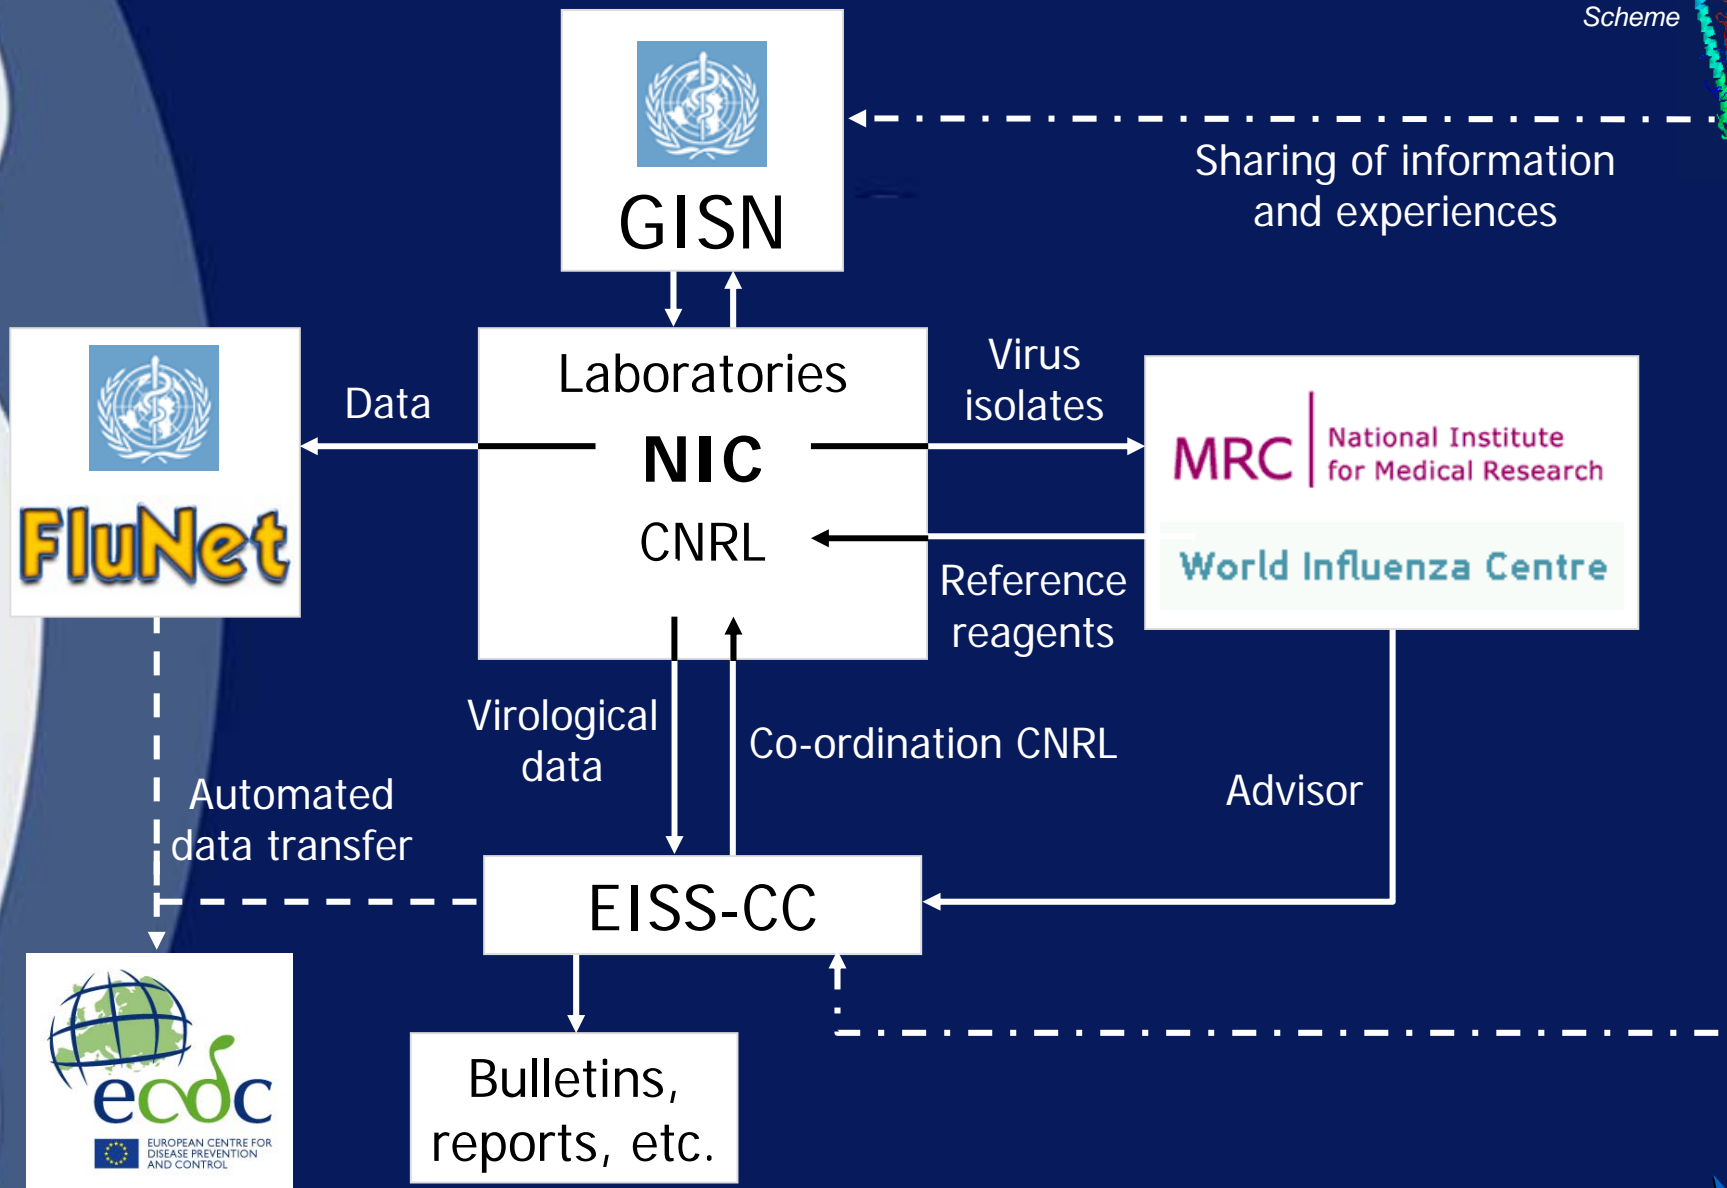 Scheme
GISN
Sharing of information
and experiences
Laboratories
NIC
CNRL
Data
Virus
isolates
FluNet
MRC
National Institute
for Medical Research
World Influenza Centre
Reference
reagents
Virological
data
Co-ordination CNRL
Advisor
Automated
data transfer
EISS-CC
Bulletins,
reports, etc.
ecdc
EUROPEAN CENTRE FOR
DISEASE PREVENTION
AND CONTROL